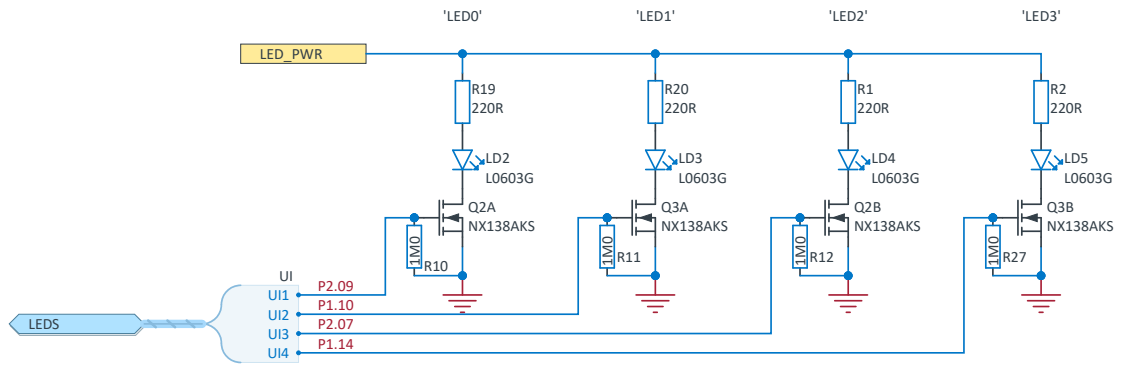 'LED0' 'LED1' 'LED2' 'LED3'
LED_PWR
R19 R20 R1 R2
220R 220R 220R 220R
LD2 LD3 LD4 LD5
L0603G L0603G L0603G L0603G
Q2A Q3A Q2B Q3B
NX138AKS NX138AKS NX138AKS NX138AKS
1M0 1M0 1M0 1M0
R10 R11 R12 R27
UI
UI1 P2.09
UI2 P1.10
LEDS
UI3 P2.07
UI4 P1.14